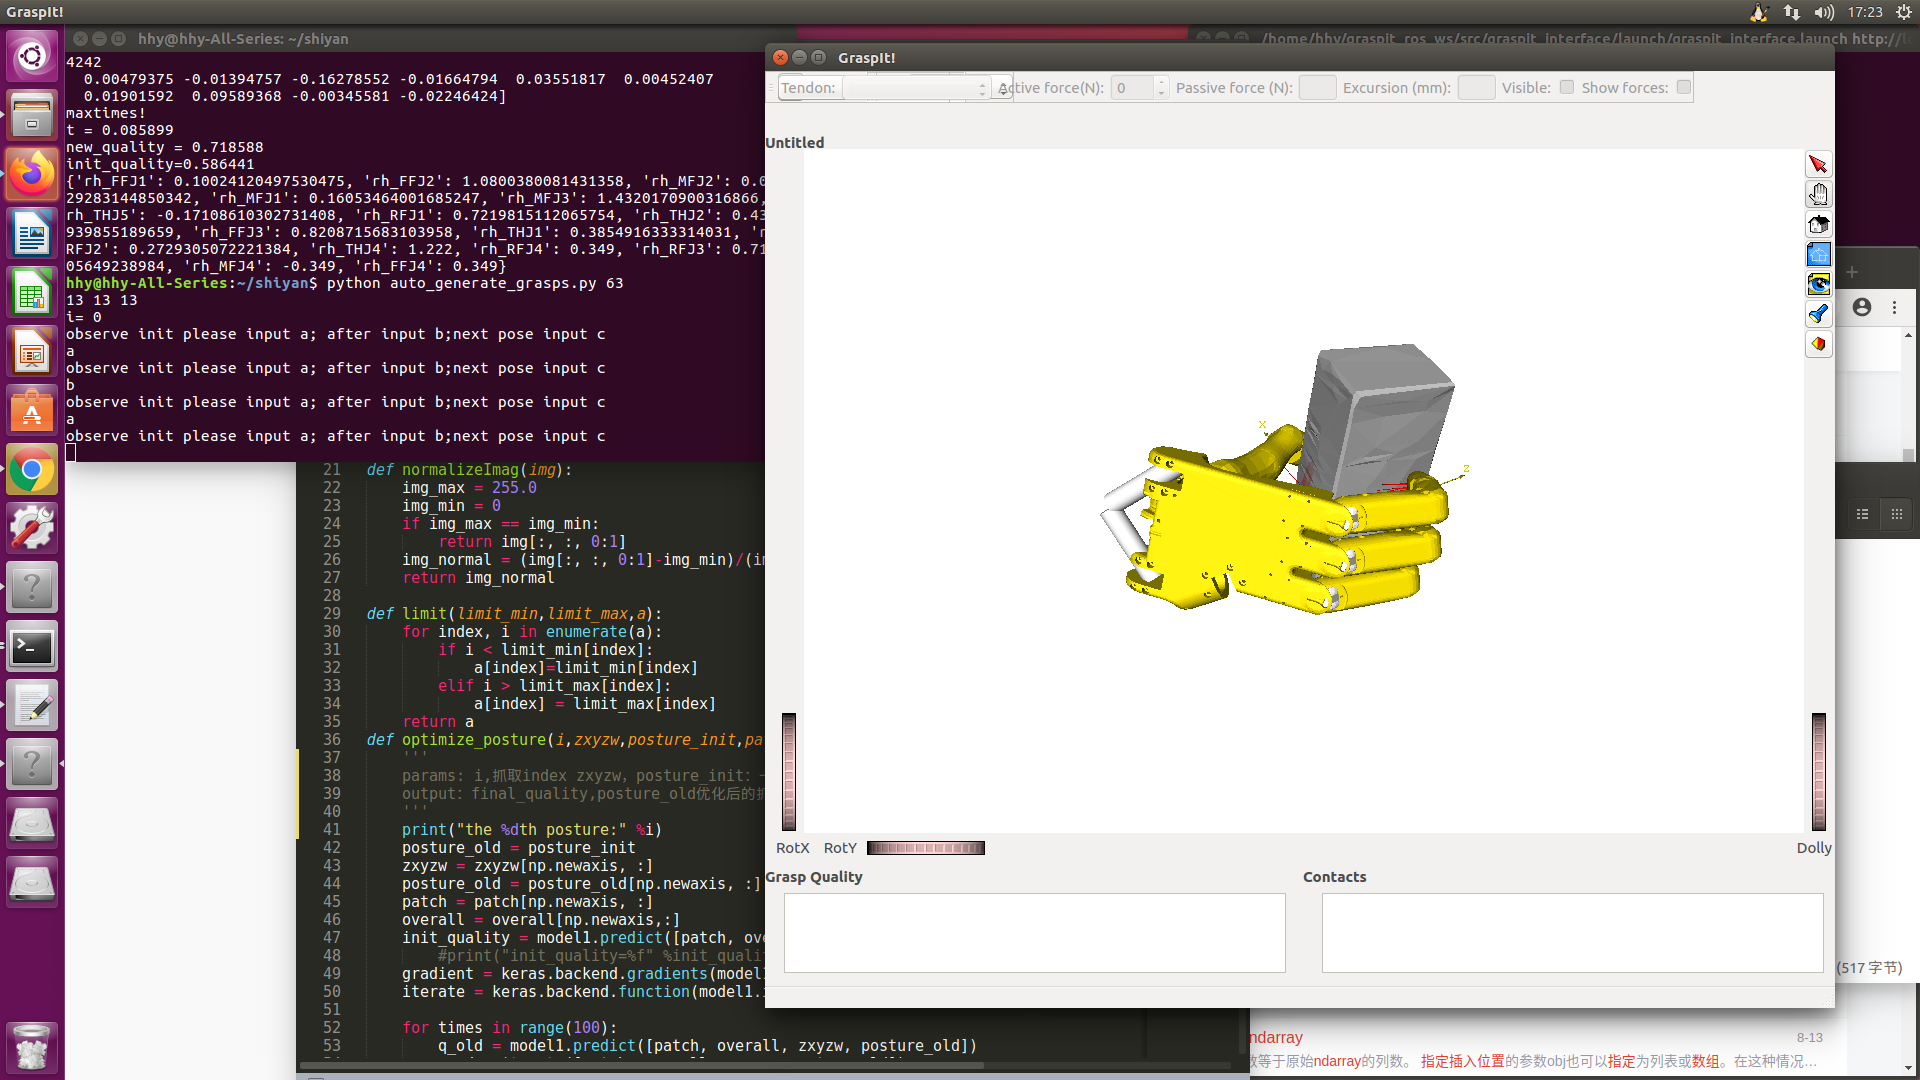 GraspIt!
17:23
hhy@hhy-All-Series: ~/shiyan
/home/hhy/graspit_ros_ws/src/graspit_interface/launch/graspit_interface.launch http://l
4242
0.00479375 -0.01394757 -0.16278552 -0.01664794 0.03551817 0.00452407
0.01901592 0.09589368 -0.00345581 -0.02246424]
maxtimes!
t = 0.085899
new_quality = 0.718588
init_quality=0.586441
{'rh_FFJ1': 0.10024120497530475, 'rh_FFJ2': 1.0800380081431358, 'rh_MFJ2': 0.0
29283144850342, 'rh_MFJ1': 0.16053464001685247, 'rh_MFJ3': 1.4320170900316866,
rh_THJ5': -0.17108610302731408, 'rh_RFJ1': 0.7219815112065754, 'rh_THJ2': 0.43
939855189659, 'rh_FFJ3': 0.8208715683103958, 'rh_THJ1': 0.3854916333314031, 'r
RFJ2': 0.2729305072221384, 'rh_THJ4': 1.222, 'rh_RFJ4': 0.349, 'rh_RFJ3': 0.71
05649238984, 'rh_MFJ4': -0.349, 'rh_FFJ4': 0.349}
hhy@hhy-All-Series:~/shiyan$ python auto_generate_grasps.py 63
13 13 13
i= 0
observe init please input a; after input b;next pose input c
a
observe init please input a; after input b;next pose input c
b
observe init please input a; after input b;next pose input c
a
observe init please input a; after input b;next pose input c
21 def normalizeImag(img):
22 img_max = 255.0
23 img_min = 0
24 if img_max == img_min:
25 return img[:, :, 0:1]
26 img_normal = (img[:, :, 0:1]-img_min)/(i
27 return img_normal
28
29 def limit(limit_min,limit_max,a):
30 for index, i in enumerate(a):
31 if i < limit_min[index]:
32 a[index]=limit_min[index]
33 elif i > limit_max[index]:
34 a[index] = limit_max[index]
35 return a
36 def optimize_posture(i,zxyzw,posture_init,pa
37 '''
38 params: i,抓取index zxyzw, posture_init:
39 output: final_quality,posture_old优化后的
40 '''
41 print("the %dth posture:" %i)
42 posture_old = posture_init
43 zxyzw = zxyzw[np.newaxis, :]
44 posture_old = posture_old[np.newaxis, :]
45 patch = patch[np.newaxis, :]
46 overall = overall[np.newaxis,:]
47 init_quality = model1.predict([patch, ove
48 #print("init_quality=%f" %init_quali
49 gradient = keras.backend.gradients(model1
50 iterate = keras.backend.function(model1.
51
52 for times in range(100):
53 q_old = model1.predict([patch, overall, zxyzw, posture_old])
GraspIt!
Tendon:
Active force(N): 0 Passive force (N): Excursion (mm): Visible: Show forces:
Untitled
x
z
RotX RotY
Dolly
Grasp Quality
Contacts
(517 字节)
ndarray
8-13
数等于原始ndarray的列数。 指定插入位置的参数obj也可以指定为列表或数组。在这种情况...